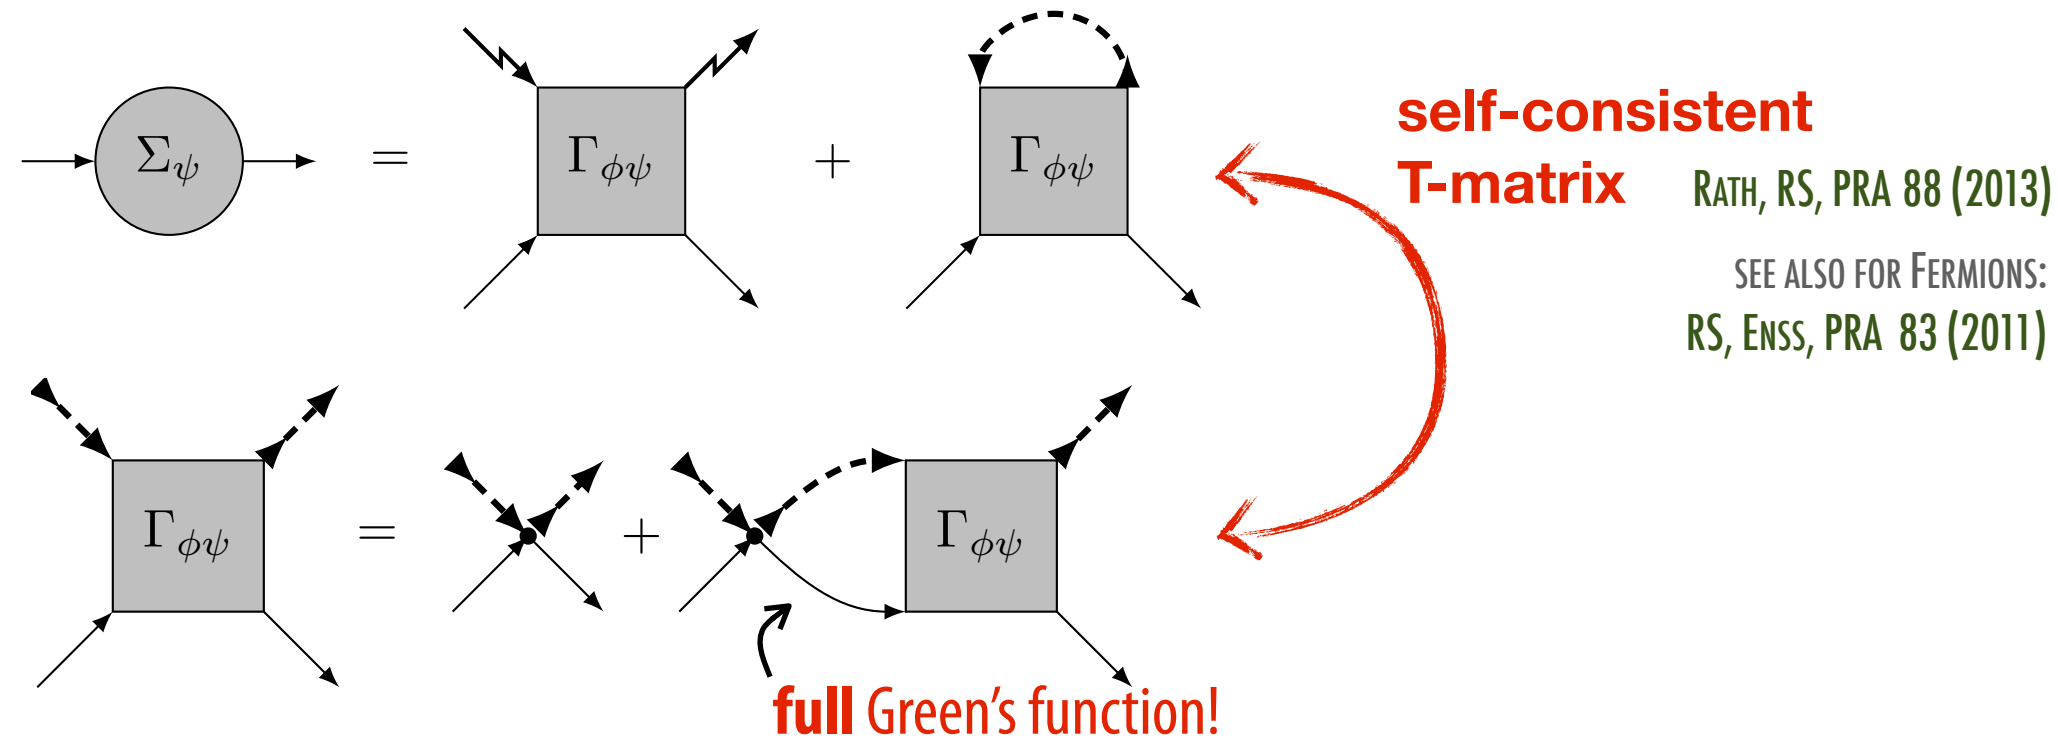 Σψ = Γϕψ + Γϕψ
self-consistent
T-matrix
Rath, RS, PRA 88 (2013)
see also for Fermions:
RS, Enss, PRA 83 (2011)
Γϕψ = + Γϕψ
full Green's function!